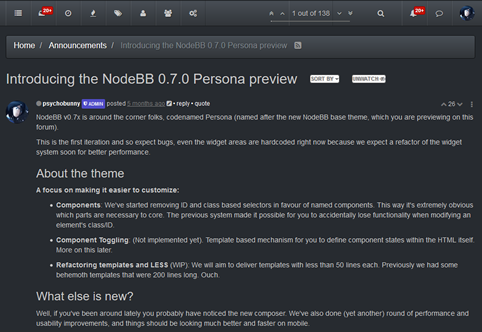 20+
1 out of 138
20+
Home / Announcements / Introducing the NodeBB 0.7.0 Persona preview
Introducing the NodeBB 0.7.0 Persona preview SORT BY UNWATCH
psychobunny ADMIN posted 5 months ago • reply • quote 26
NodeBB v0.7x is around the corner folks, codenamed Persona (named after the new NodeBB base theme, which you are previewing on this
forum).
This is the first iteration and so expect bugs, even the widget areas are hardcoded right now because we expect a refactor of the widget
system soon for better performance.
About the theme
A focus on making it easier to customize:
• Components: We've started removing ID and class based selectors in favour of named components. This way it's extremely obvious
which parts are necessary to core. The previous system made it possible for you to accidentally lose functionality when modifying an
element's class/ID.
• Component Toggling: (Not implemented yet). Template based mechanism for you to define component states within the HTML itself.
More on this later.
• Refactoring templates and LESS (WIP): We will aim to deliver templates with less than 50 lines each. Previously we had some
behemoth templates that were 200 lines long. Ouch.
What else is new?
Well, if you've been around lately you probably have noticed the new composer. We've also done (yet another) round of performance and
usability improvements, and things should be looking much better and faster on mobile.